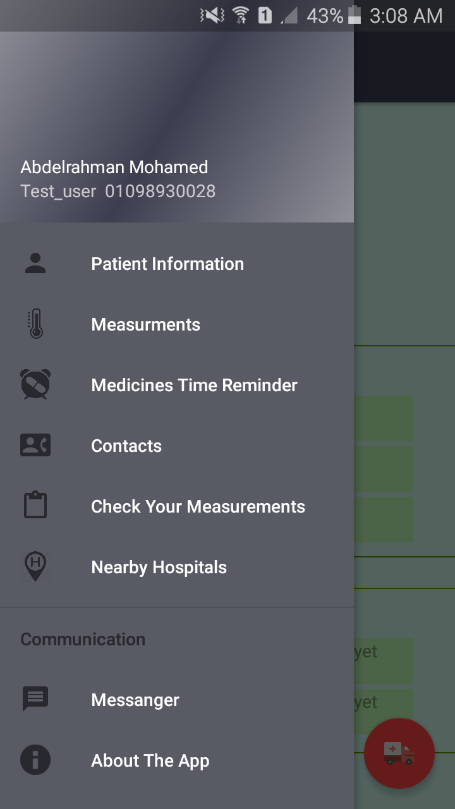 1 43% 3:08 AM
Abdelrahman Mohamed
Test_user 01098930028
Patient Information
Measurments
Medicines Time Reminder
Contacts
Check Your Measurements
H Nearby Hospitals
Communication
yet
Messanger
yet
About The App